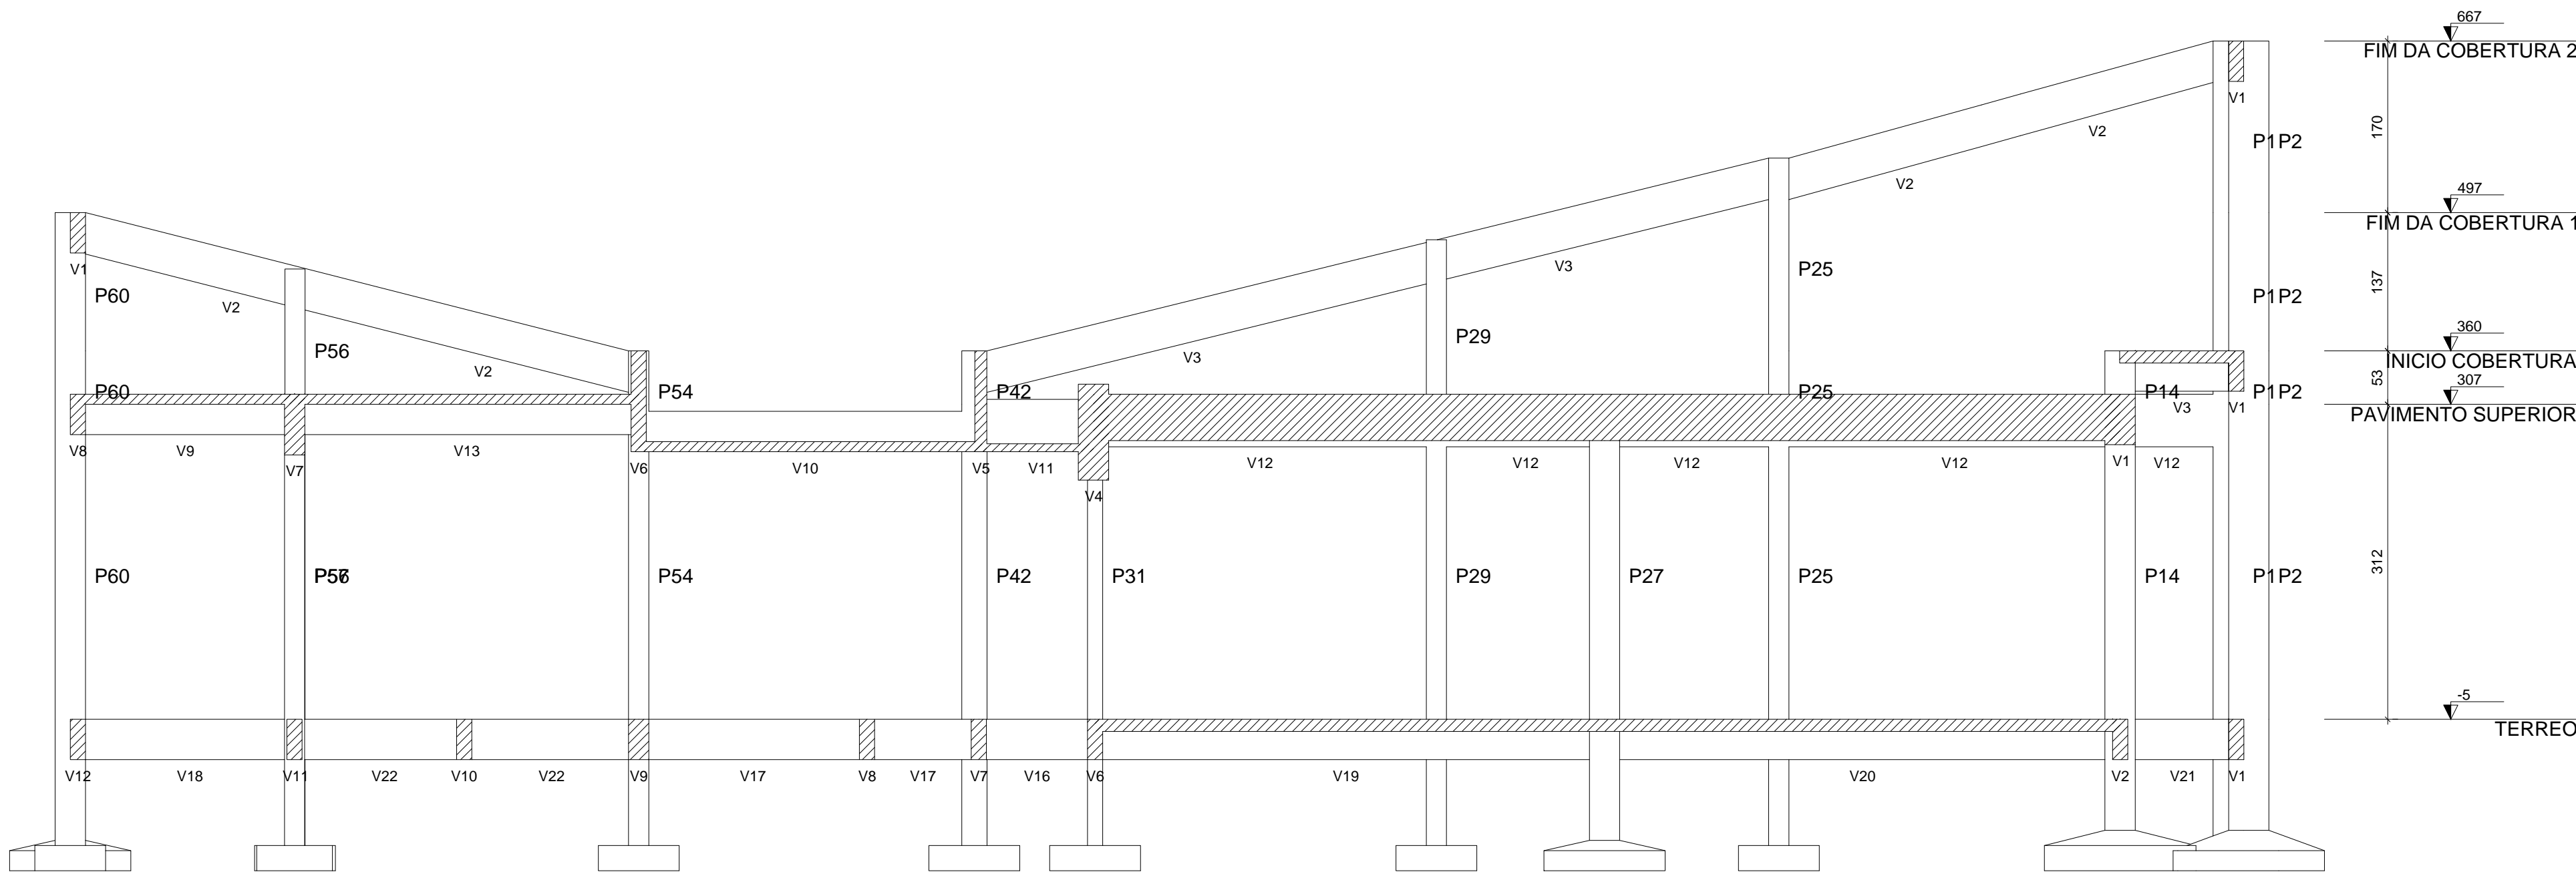 667
FIM DA COBERTURA 2
V1
V2
P1P2
170
V2
497
FIM DA COBERTURA 1
V1
P60
V2
P56
V2
V3
V3
P29
P25
P1P2
137
360
INICIO COBERTURA
P60
P54
P42
P25
P14
V3
V1
P1P2
53
307
PAVIMENTO SUPERIOR
V8
V9
V7
V13
V6
V10
V5
V11
V4
V12
V12
V12
V12
V1
V12
P60
P54
P42
P31
P29
P27
P25
P14
P1P2
312
-5
TERREO
V12
V18
V11
V22
V10
V22
V9
V17
V8
V17
V7
V16
V6
V19
V20
V2
V21
V1